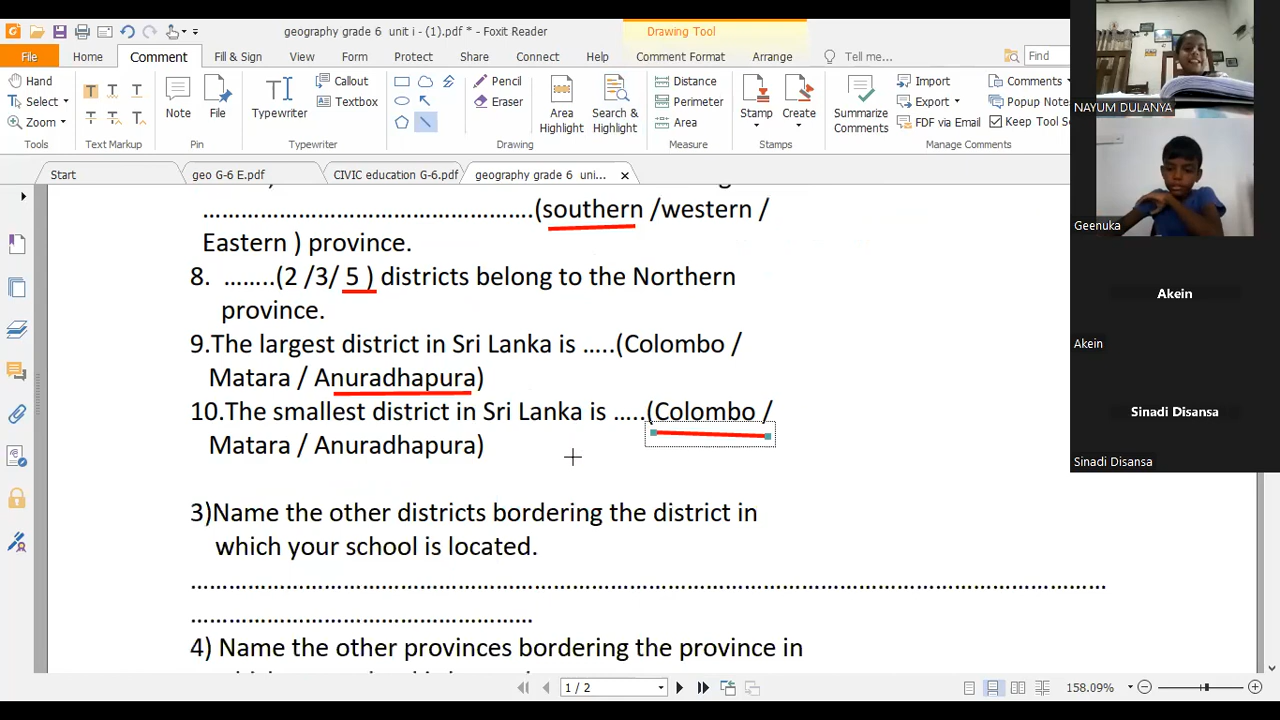 geography grade 6 unit i - (1).pdf * - Foxit Reader
Drawing Tool
File Home Comment Fill & Sign View Form Protect Share Connect Help Comment Format Arrange Tell me... Find
Hand Select Zoom Tools
Text Markup
Note File Pin
Typewriter Callout Textbox Typewriter
Pencil Eraser Area Highlight Search & Highlight Drawing
Distance Perimeter Area Measure
Stamp Create Stamps
Summarize Comments Import Export FDF via Email Comments Popup Note Keep Tool S Manage Comments
Start geo G-6 E.pdf CIVIC education G-6.pdf geography grade 6 uni...
……………………………………………….(southern /western /
Eastern ) province.
8. ……..(2 /3/ 5 ) districts belong to the Northern
province.
9.The largest district in Sri Lanka is …..(Colombo /
Matara / Anuradhapura)
10.The smallest district in Sri Lanka is …..(Colombo /
Matara / Anuradhapura)
3)Name the other districts bordering the district in
which your school is located.
4) Name the other provinces bordering the province in
1 / 2
158.09%
NAYUM DULANYA
Geenuka
Akein
Akein
Sinadi Disansa
Sinadi Disansa